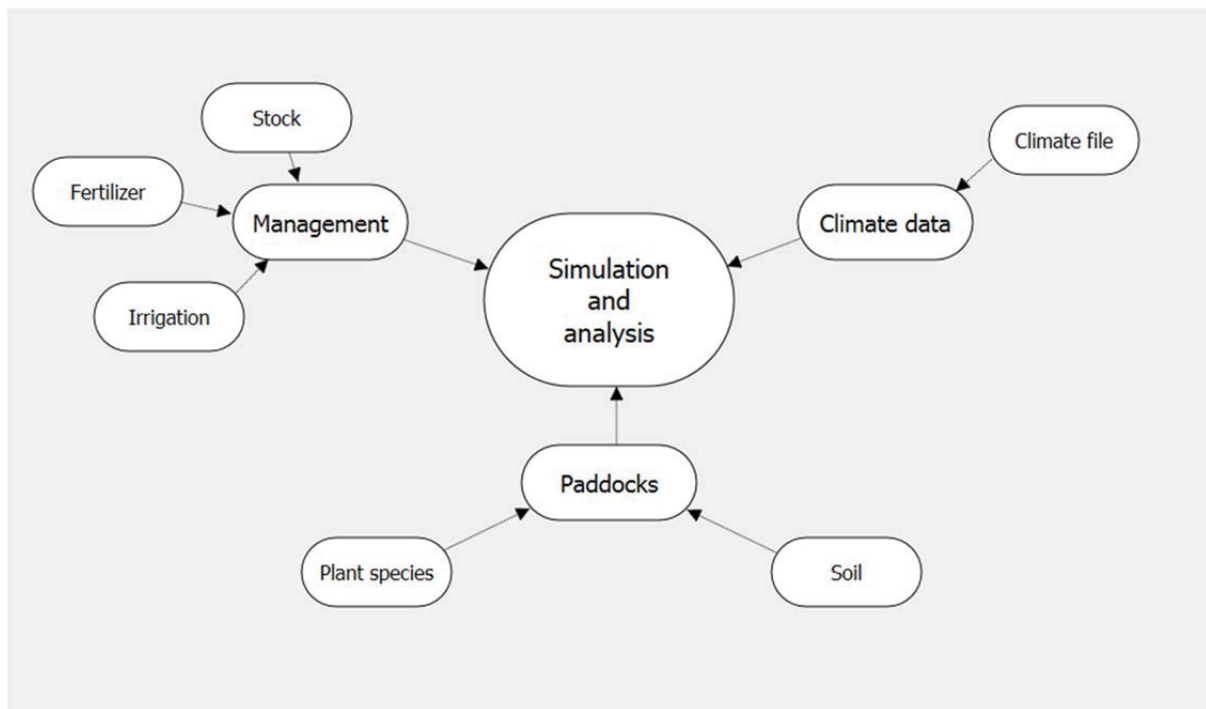 Stock
Climate file
Fertilizer
Management
Climate data
Simulation
and
analysis
Irrigation
Paddocks
Plant species
Soil